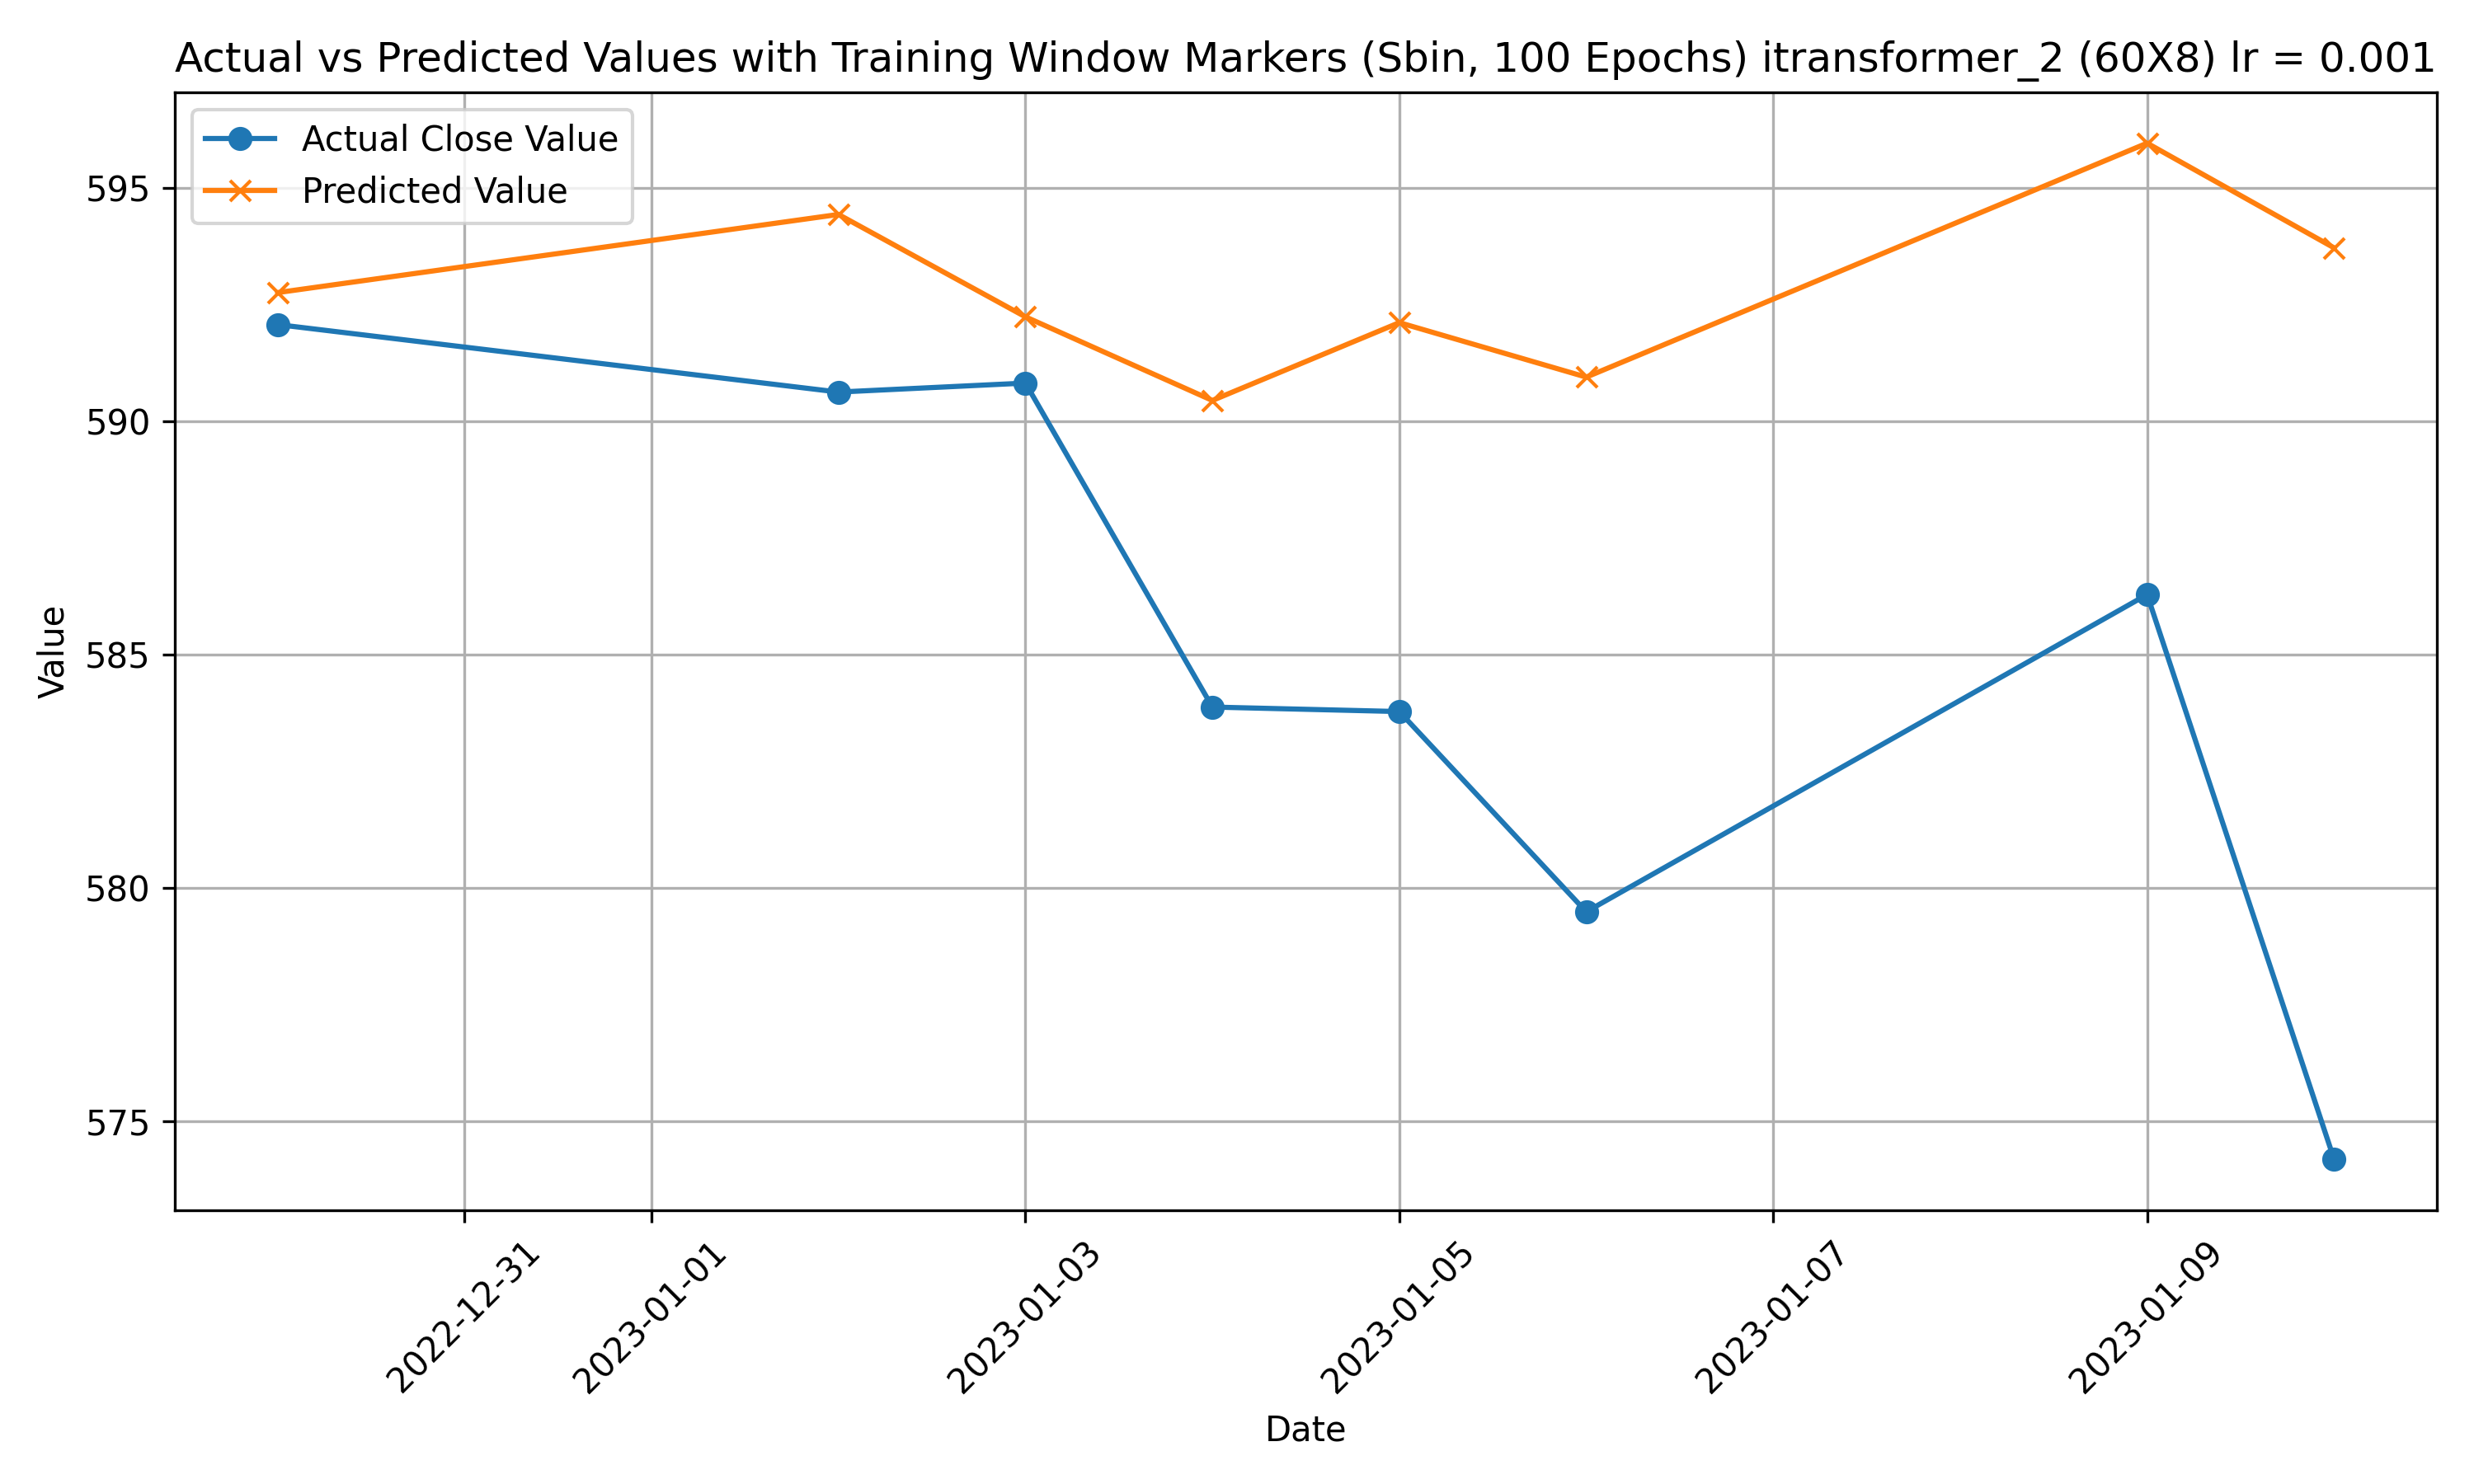 Actual vs Predicted Values with Training Window Markers (Sbin, 100 Epochs) itransformer_2 (60X8) lr = 0.001
Actual Close Value
Predicted Value
595
590
585
580
575
Value
2022-12-31
2023-01-01
2023-01-03
2023-01-05
2023-01-07
2023-01-09
Date